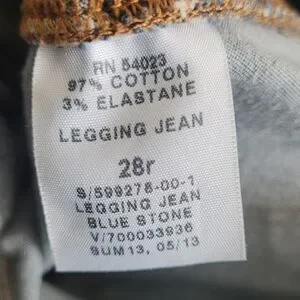 RN 54023
97% COTTON
3% ELASTANE
LEGGING JEAN
28r
S/599278-00-1
LEGGING JEAN
BLUE STONE
V/700033936
SUM13, 05/13